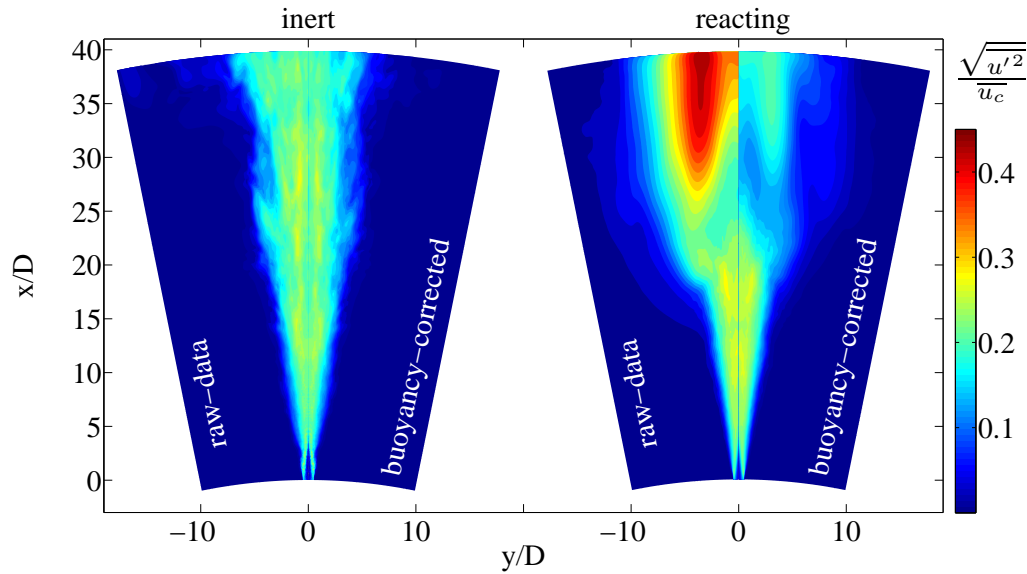 inert
reacting
√u′² / u_c
x/D
40
35
30
25
20
15
10
5
0
raw−data
buoyancy−corrected
raw−data
buoyancy−corrected
0.4
0.3
0.2
0.1
−10 0 10 −10 0 10
y/D